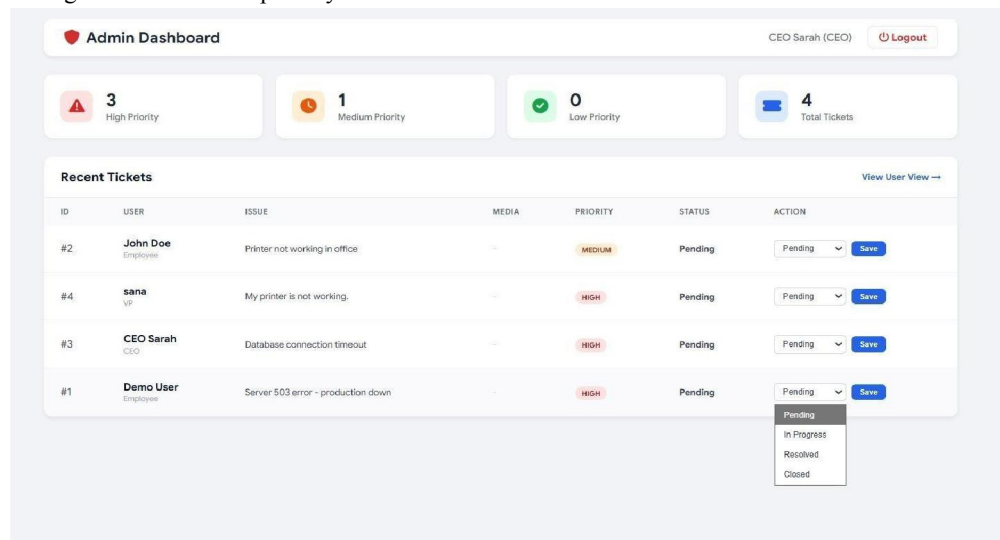 Admin Dashboard
CEO Sarah (CEO)
Logout
3
High Priority
1
Medium Priority
0
Low Priority
4
Total Tickets
Recent Tickets
View User View →
ID USER ISSUE MEDIA PRIORITY STATUS ACTION
#2 John Doe Printer not working in office - MEDIUM Pending Pending Save
Employee
#4 sana My printer is not working. - HIGH Pending Pending Save
VP
#3 CEO Sarah Database connection timeout - HIGH Pending Pending Save
CEO
#1 Demo User Server 503 error - production down - HIGH Pending Pending Save
Employee
Pending
In Progress
Resolved
Closed